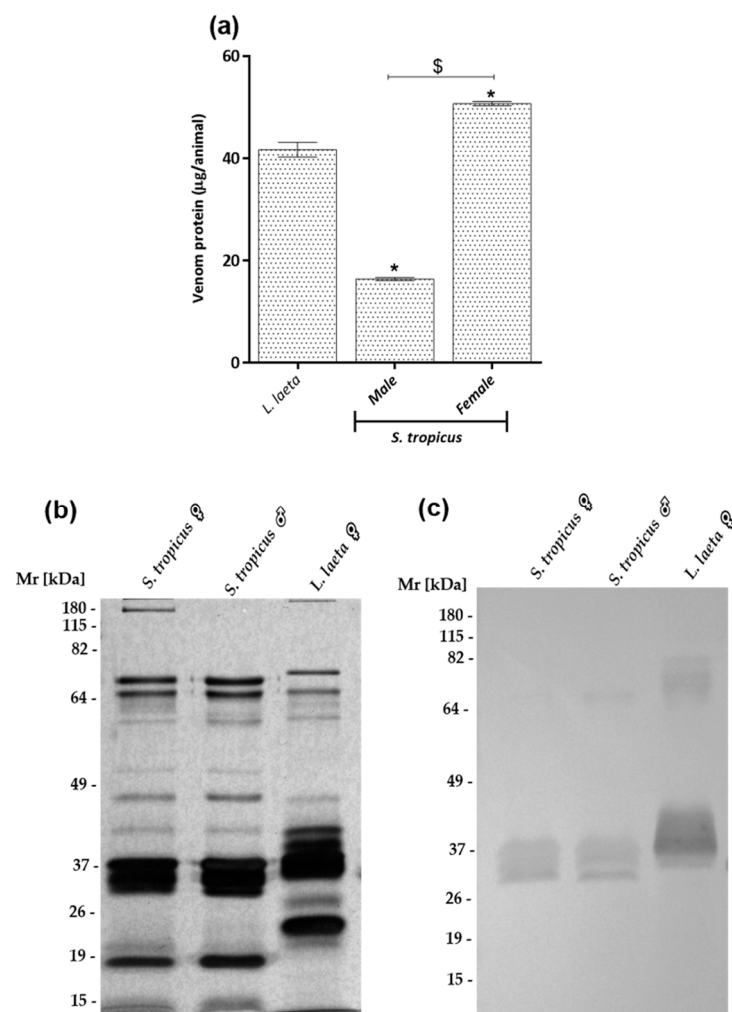 (a)
60
40
20
0
Venom protein (µg/animal)
$
*
*
L. laeta
Male
Female
S. tropicus
(b)
S. tropicus ♀
S. tropicus ♂
L. laeta ♀
Mr [kDa]
180 -
115 -
82 -
64 -
49 -
37 -
26 -
19 -
15 -
(c)
S. tropicus ♀
S. tropicus ♂
L. laeta ♀
Mr [kDa]
180 -
115 -
82 -
64 -
49 -
37 -
26 -
19 -
15 -